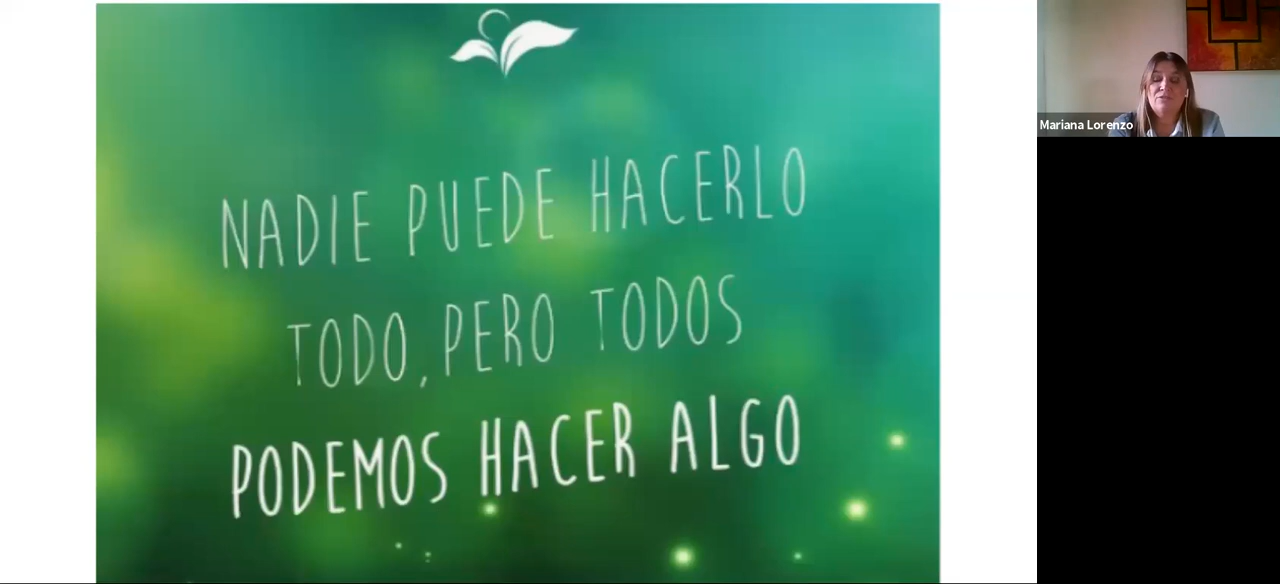 NADIE PUEDE HACERLO
TODO, PERO TODOS
PODEMOS HACER ALGO
Mariana Lorenzo